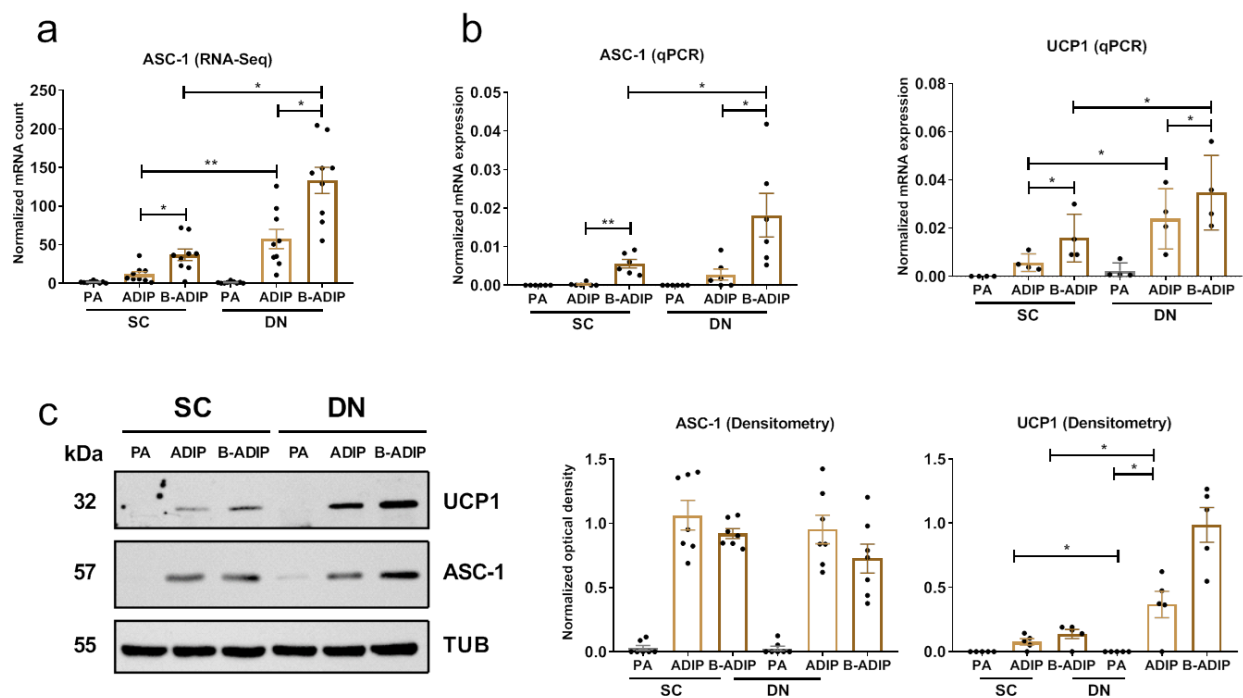 a
ASC-1 (RNA-Seq)
Normalized mRNA count
250
200
150
100
50
0
*
*
**
*
PA ADIP B-ADIP PA ADIP B-ADIP
SC DN
b
ASC-1 (qPCR)
Normalized mRNA expression
0.05
0.04
0.03
0.02
0.01
0.00
*
*
**
PA ADIP B-ADIP PA ADIP B-ADIP
SC DN
UCP1 (qPCR)
Normalized mRNA expression
0.08
0.06
0.04
0.02
0.00
*
*
*
*
PA ADIP B-ADIP PA ADIP B-ADIP
SC DN
c
SC DN
kDa PA ADIP B-ADIP PA ADIP B-ADIP
32 UCP1
57 ASC-1
55 TUB
ASC-1 (Densitometry)
Normalized optical density
1.5
1.0
0.5
0.0
PA ADIP B-ADIP PA ADIP B-ADIP
SC DN
UCP1 (Densitometry)
1.5
1.0
0.5
0.0
*
*
*
PA ADIP B-ADIP PA ADIP B-ADIP
SC DN